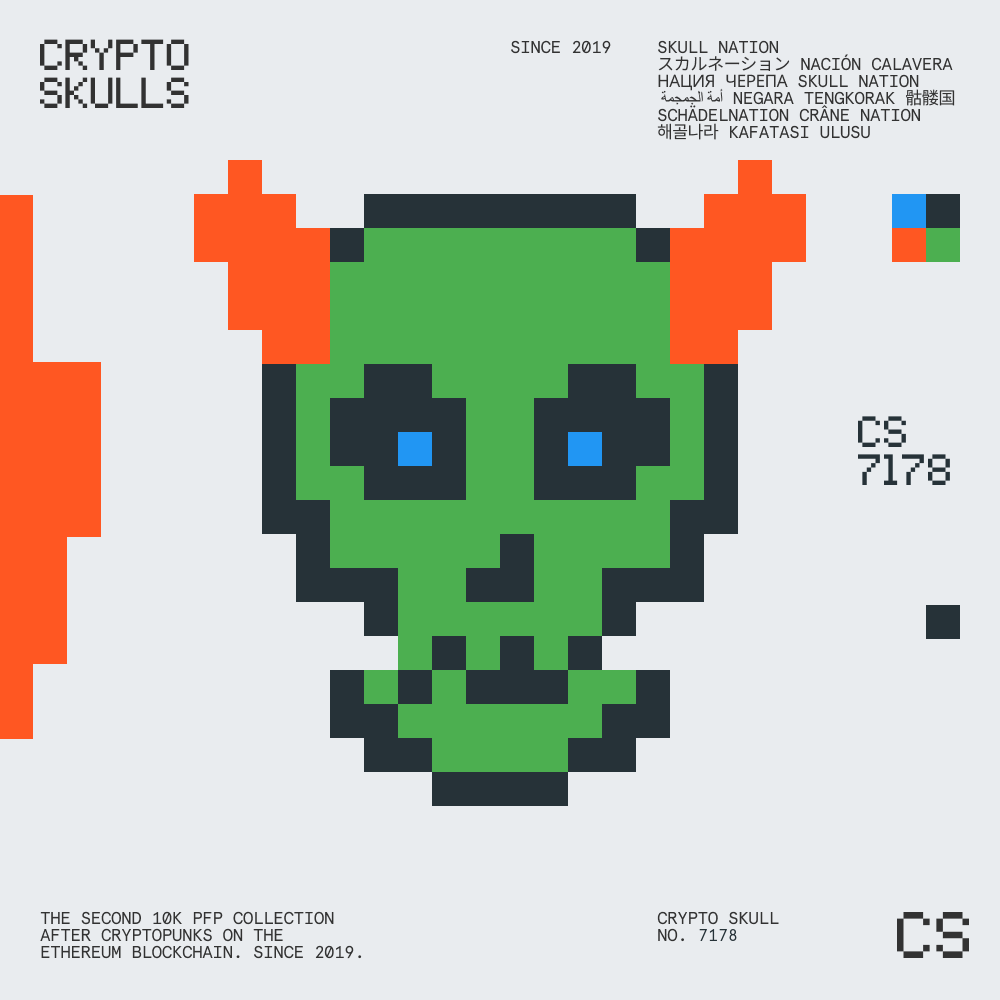 CRYPTO
SKULLS
SINCE 2019
SKULL NATION
スカルネーション NACIÓN CALAVERA
НАЦИЯ ЧЕРЕПА SKULL NATION
أمة الجمجمة NEGARA TENGKORAK 骷髅国
SCHÄDELNATION CRÂNE NATION
해골나라 KAFATASI ULUSU
CS
7178
THE SECOND 10K PFP COLLECTION
AFTER CRYPTOPUNKS ON THE
ETHEREUM BLOCKCHAIN. SINCE 2019.
CRYPTO SKULL
NO. 7178
CS